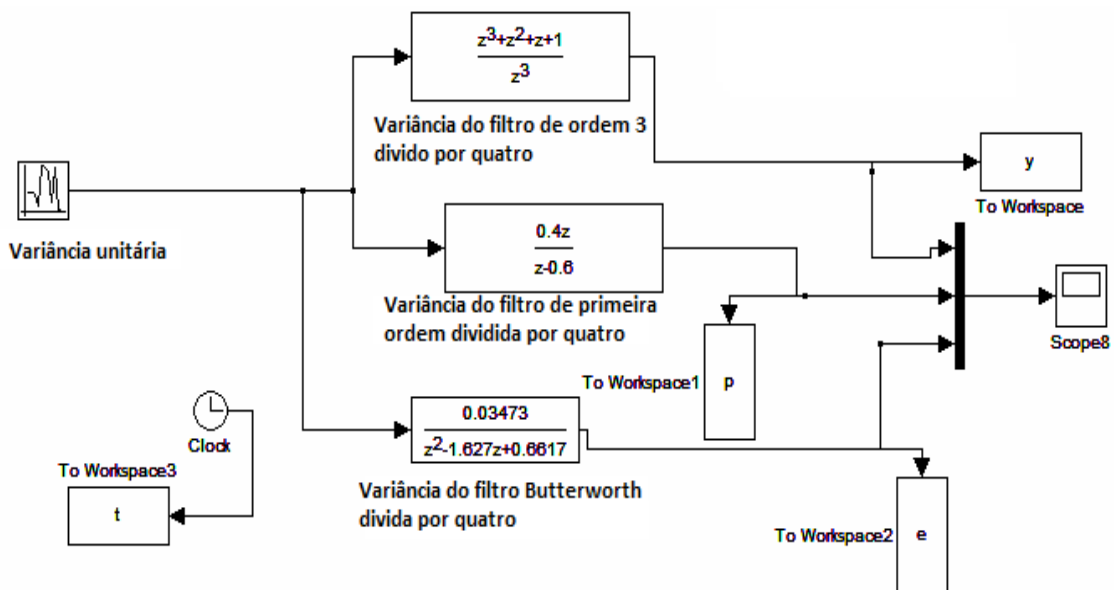 z3+z2+z+1
z3
Variância do filtro de ordem 3
divido por quatro
y
To Workspace
Variância unitária
0.4z
z-0.6
Variância do filtro de primeira
ordem dividida por quatro
Scope8
To Workspace1
p
Clock
0.03473
z2-1.627z+0.6617
To Workspace3
t
Variância do filtro Butterworth
divida por quatro
To Workspace2
e